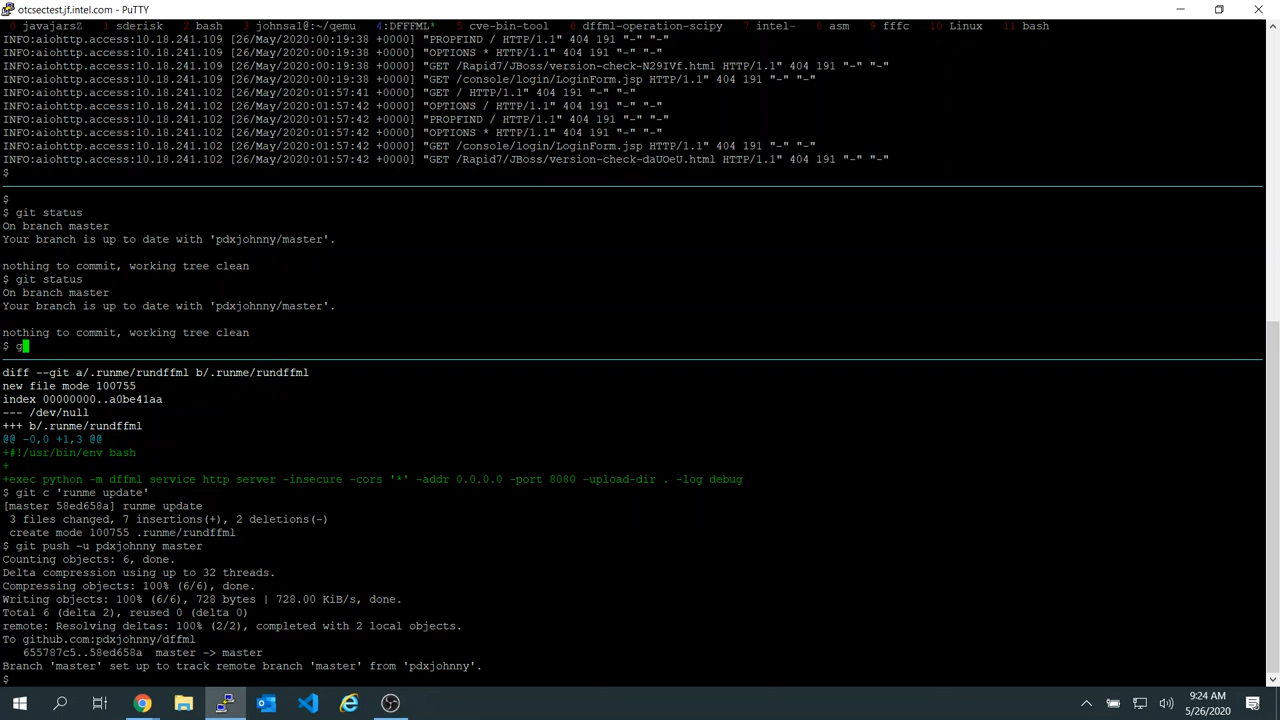 otcsectest.jf.intel.com - PuTTY
0 javajarsZ 1 sderisk 2 bash 3 johnsa1@:~/qemu 4:DFFFML* 5 cve-bin-tool 6 dffml-operation-scipy 7 intel- 8 asm 9 fffc 10 Linux 11 bash
INFO:aiohttp.access:10.18.241.109 [26/May/2020:00:19:38 +0000] "PROPFIND / HTTP/1.1" 404 191 "-" "-"
INFO:aiohttp.access:10.18.241.109 [26/May/2020:00:19:38 +0000] "OPTIONS * HTTP/1.1" 404 191 "-" "-"
INFO:aiohttp.access:10.18.241.109 [26/May/2020:00:19:38 +0000] "GET /Rapid7/JBoss/version-check-N29IVf.html HTTP/1.1" 404 191 "-" "-"
INFO:aiohttp.access:10.18.241.109 [26/May/2020:00:19:38 +0000] "GET /console/login/LoginForm.jsp HTTP/1.1" 404 191 "-" "-"
INFO:aiohttp.access:10.18.241.102 [26/May/2020:01:57:41 +0000] "GET / HTTP/1.1" 404 191 "-" "-"
INFO:aiohttp.access:10.18.241.102 [26/May/2020:01:57:42 +0000] "OPTIONS / HTTP/1.1" 404 191 "-" "-"
INFO:aiohttp.access:10.18.241.102 [26/May/2020:01:57:42 +0000] "PROPFIND / HTTP/1.1" 404 191 "-" "-"
INFO:aiohttp.access:10.18.241.102 [26/May/2020:01:57:42 +0000] "OPTIONS * HTTP/1.1" 404 191 "-" "-"
INFO:aiohttp.access:10.18.241.102 [26/May/2020:01:57:42 +0000] "GET /console/login/LoginForm.jsp HTTP/1.1" 404 191 "-" "-"
INFO:aiohttp.access:10.18.241.102 [26/May/2020:01:57:42 +0000] "GET /Rapid7/JBoss/version-check-daUOeU.html HTTP/1.1" 404 191 "-" "-"
$
$
$ git status
On branch master
Your branch is up to date with 'pdxjohnny/master'.
nothing to commit, working tree clean
$ git status
On branch master
Your branch is up to date with 'pdxjohnny/master'.
nothing to commit, working tree clean
$ g
diff --git a/.runme/rundffml b/.runme/rundffml
new file mode 100755
index 00000000..a0be41aa
--- /dev/null
+++ b/.runme/rundffml
@@ -0,0 +1,3 @@
+#!/usr/bin/env bash
+
+exec python -m dffml service http server -insecure -cors '*' -addr 0.0.0.0 -port 8080 -upload-dir . -log debug
$ git c 'runme update'
[master 58ed658a] runme update
3 files changed, 7 insertions(+), 2 deletions(-)
create mode 100755 .runme/rundffml
$ git push -u pdxjohnny master
Counting objects: 6, done.
Delta compression using up to 32 threads.
Compressing objects: 100% (6/6), done.
Writing objects: 100% (6/6), 728 bytes | 728.00 KiB/s, done.
Total 6 (delta 2), reused 0 (delta 0)
remote: Resolving deltas: 100% (2/2), completed with 2 local objects.
To github.com:pdxjohnny/dffml
655787c5..58ed658a master -> master
Branch 'master' set up to track remote branch 'master' from 'pdxjohnny'.
$
9:24 AM
5/26/2020